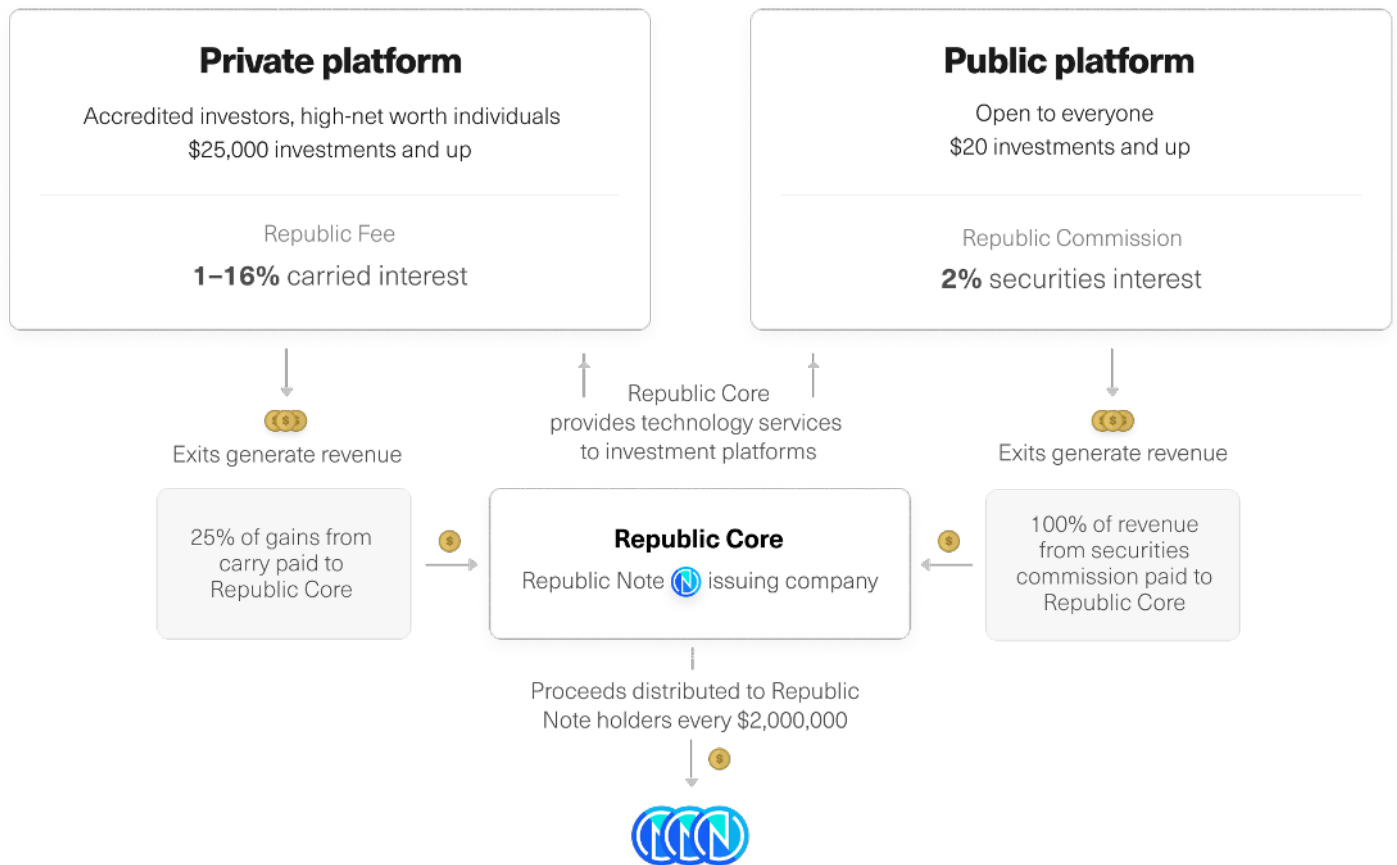 Private platform
Accredited investors, high-net worth individuals
$25,000 investments and up
Republic Fee
1–16% carried interest
Public platform
Open to everyone
$20 investments and up
Republic Commission
2% securities interest
Exits generate revenue
Republic Core
provides technology services
to investment platforms
Exits generate revenue
25% of gains from
carry paid to
Republic Core
Republic Core
Republic Note N issuing company
100% of revenue
from securities
commission paid to
Republic Core
Proceeds distributed to Republic
Note holders every $2,000,000